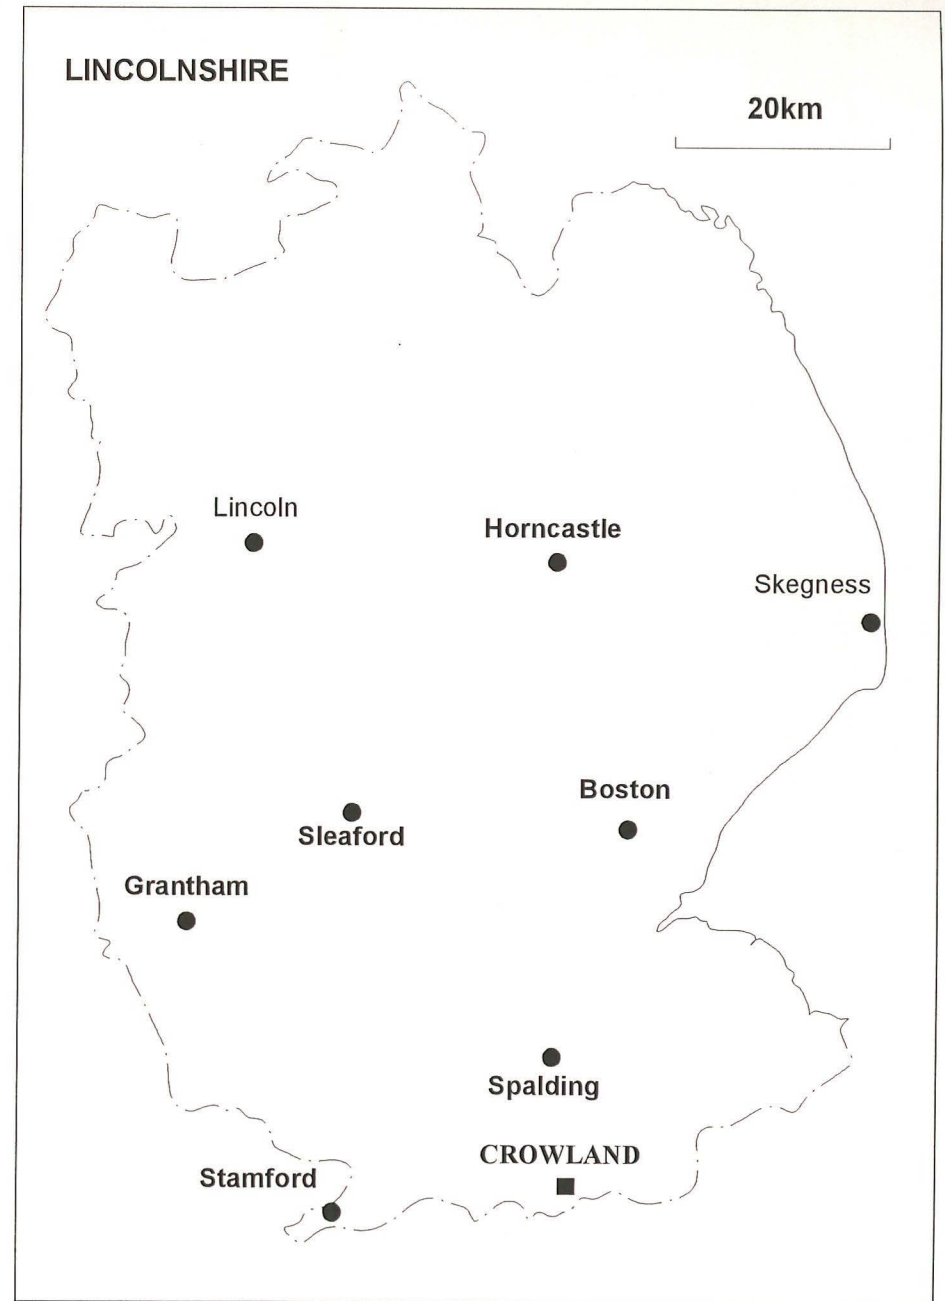 LINCOLNSHIRE
20km
Lincoln
Horncastle
Skegness
Boston
Sleaford
Grantham
Spalding
CROWLAND
Stamford